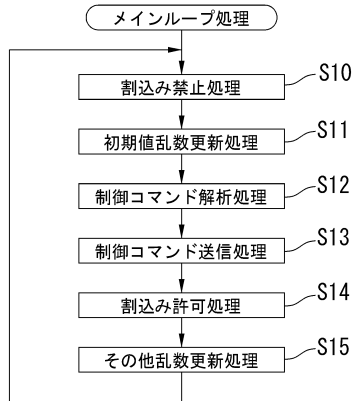 メインループ処理
割込み禁止処理 S10
初期値乱数更新処理 S11
制御コマンド解析処理 S12
制御コマンド送信処理 S13
割込み許可処理 S14
その他乱数更新処理 S15